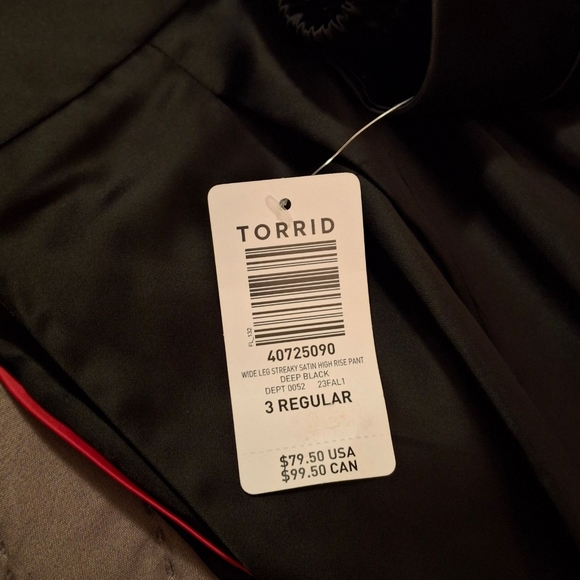 TORRID
FL_132
40725090
WIDE LEG STREAKY SATIN HIGH RISE PANT
DEEP BLACK
DEPT 0052 23FAL1
3 REGULAR
$79.50 USA
$99.50 CAN